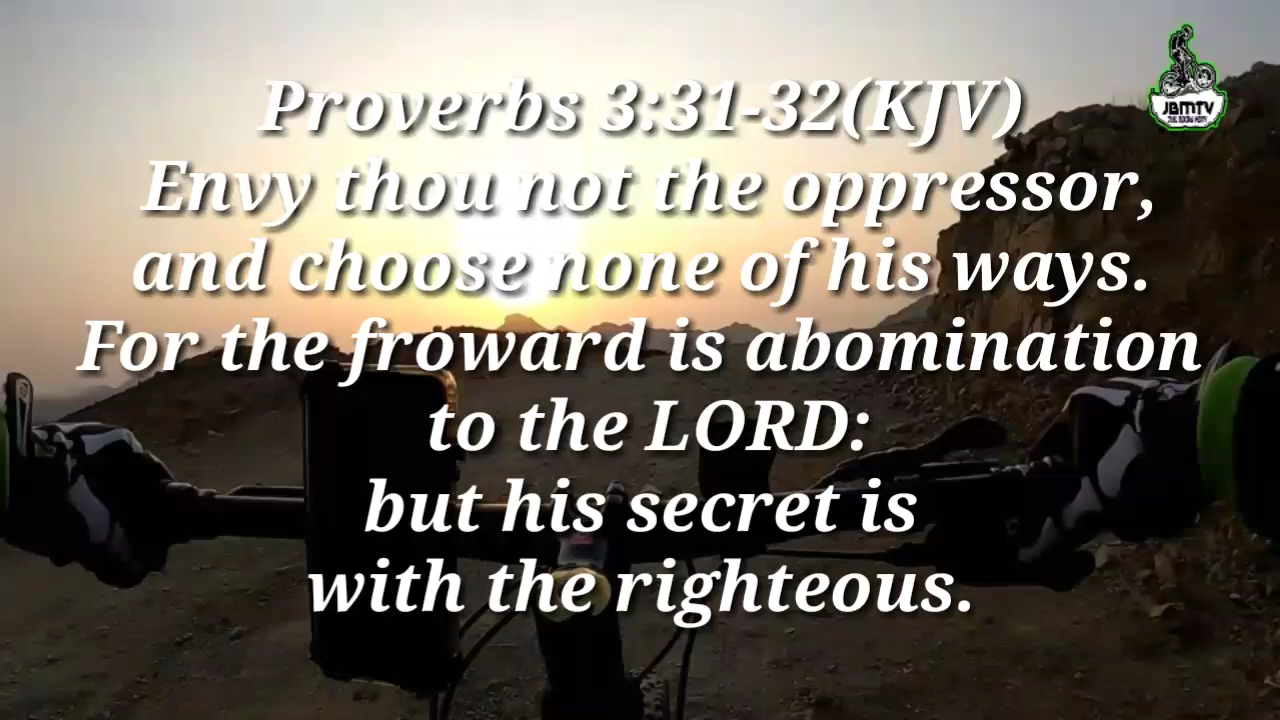 Proverbs 3:31-32(KJV)
Envy thou not the oppressor,
and choose none of his ways.
For the froward is abomination
to the LORD:
but his secret is
with the righteous.
JBMTV